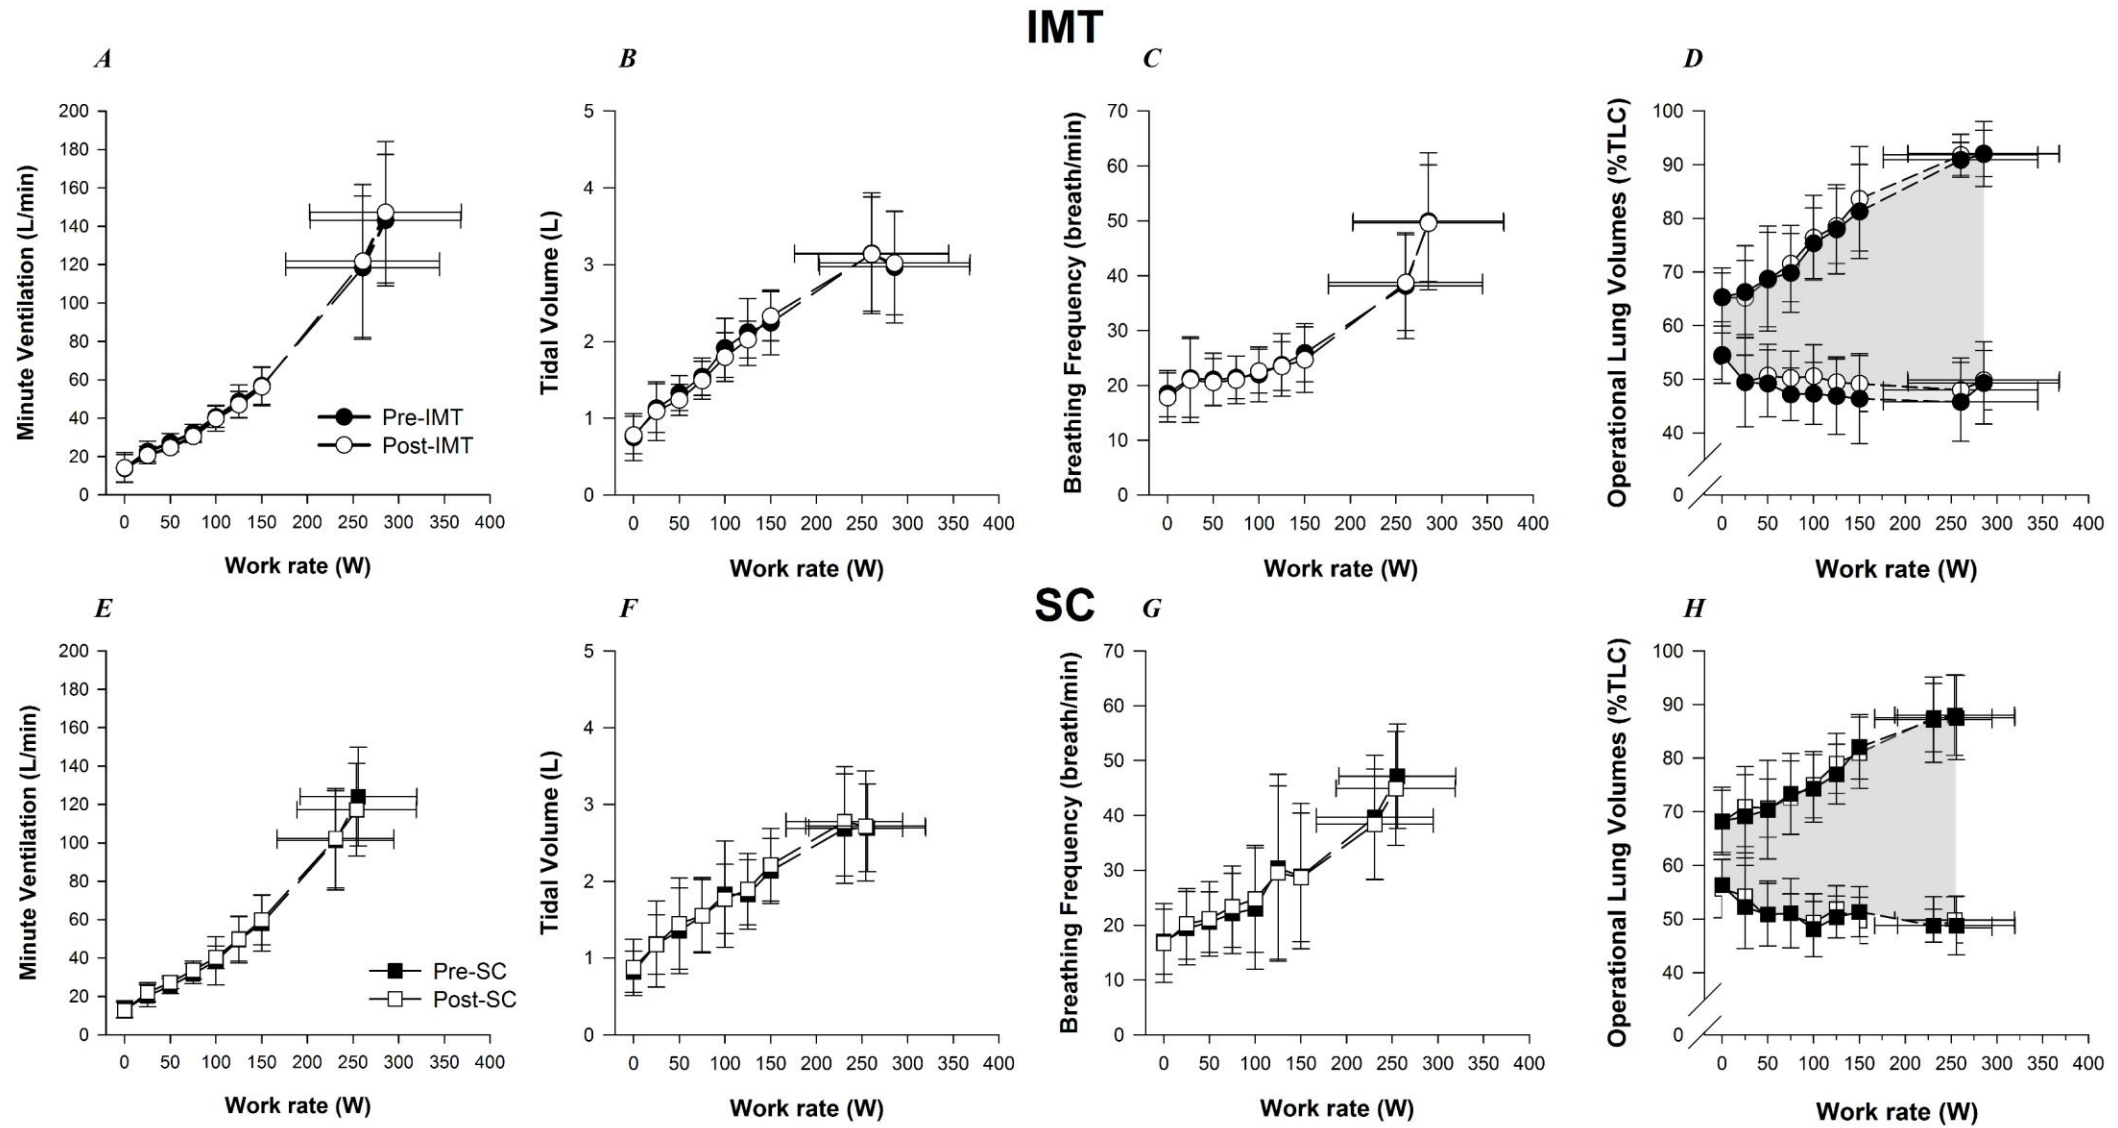 IMT
A
B
C
D
Minute Ventilation (L/min)
200
180
160
140
120
100
80
60
40
20
0
0 50 100 150 200 250 300 350 400
Work rate (W)
Pre-IMT
Post-IMT
Tidal Volume (L)
5
4
3
2
1
0
0 50 100 150 200 250 300 350 400
Work rate (W)
Breathing Frequency (breath/min)
70
60
50
40
30
20
10
0
0 50 100 150 200 250 300 350 400
Work rate (W)
Operational Lung Volumes (%TLC)
100
90
80
70
60
50
40
0
0 50 100 150 200 250 300 350 400
Work rate (W)
SC
E
F
G
H
Minute Ventilation (L/min)
200
180
160
140
120
100
80
60
40
20
0
0 50 100 150 200 250 300 350 400
Work rate (W)
Pre-SC
Post-SC
Tidal Volume (L)
5
4
3
2
1
0
0 50 100 150 200 250 300 350 400
Work rate (W)
Breathing Frequency (breath/min)
70
60
50
40
30
20
10
0
0 50 100 150 200 250 300 350 400
Work rate (W)
Operational Lung Volumes (%TLC)
100
90
80
70
60
50
40
0
0 50 100 150 200 250 300 350 400
Work rate (W)